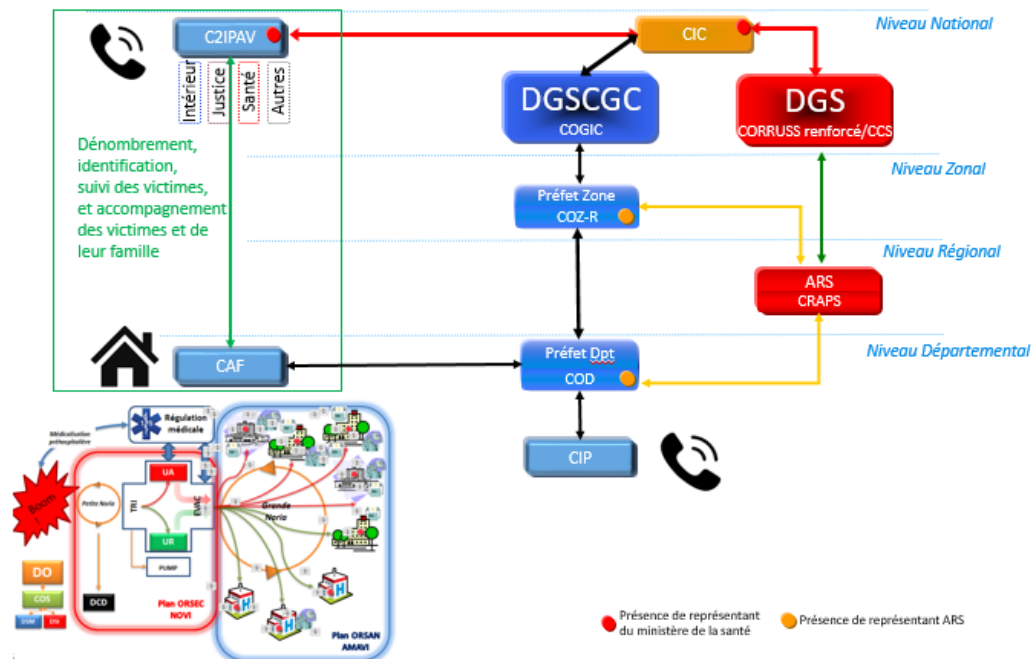 Niveau National
C2IPAV
CIC
Intérieur
Justice
Santé
Autres
DGSCGC
COGIC
DGS
CORRUSS renforcé/CCS
Dénombrement,
identification,
suivi des victimes,
et accompagnement
des victimes et de
leur famille
Niveau Zonal
Préfet Zone
COZ-R
Niveau Régional
ARS
CRAPS
Niveau Départemental
CAF
Préfet Dpt
COD
CIP
Médicalisation
préhospitalière
Régulation
médicale
Boom
!
Petite Noria
TRI
UA
UR
EVAC
PUMP
Grande
Noria
DO
COS
DSM
DSI
DCD
Plan ORSEC
NOVI
Plan ORSAN
AMAVI
H
H
H
Présence de représentant
du ministère de la santé
Présence de représentant ARS